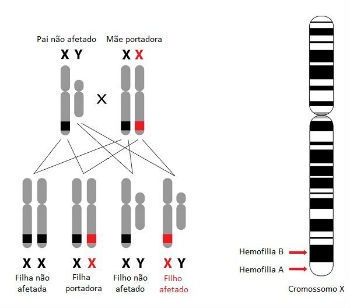 Pai não afetado Mãe portadora
X Y X X
X
X X X X X Y X Y
Filha não afetada
Filha portadora
Filho não afetado
Filho afetado
Hemofilia B
Hemofilia A
Cromossomo X